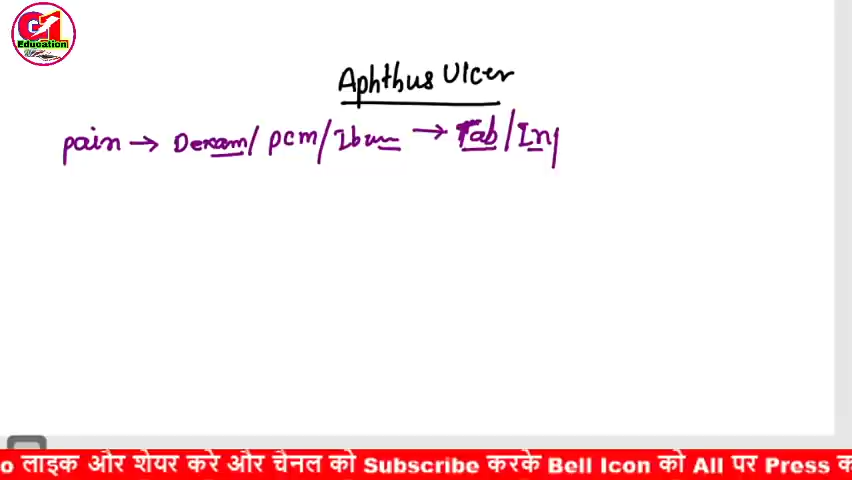 GI
Education
Aphthus Ulcer
pain → Dexam/ pcm/Ibu → Tab/Inj
o लाइक और शेयर करे और चैनल को Subscribe करके Bell Icon को All पर Press क